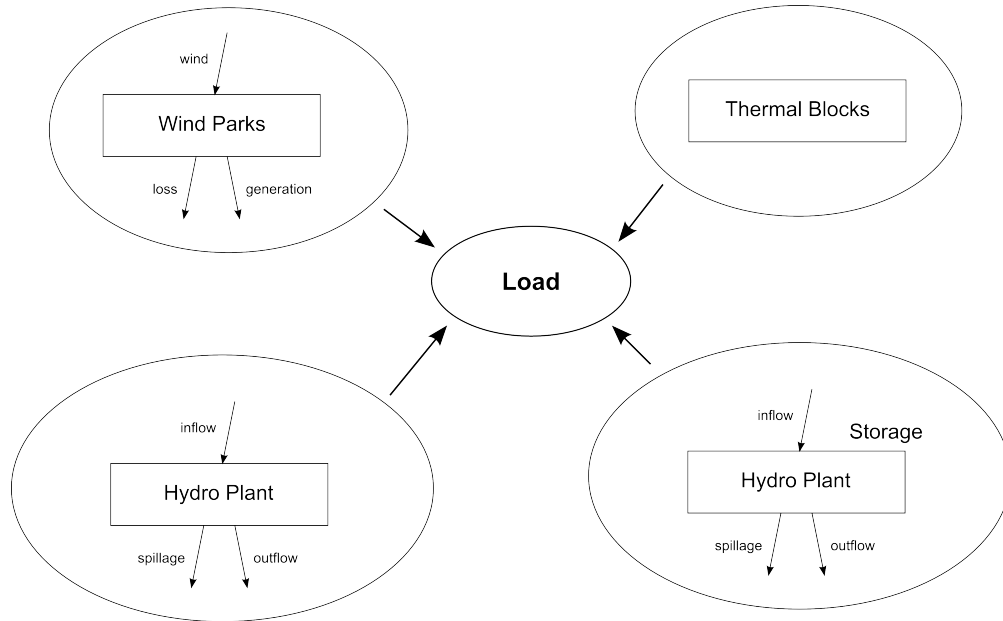 wind
Wind Parks
loss
generation
Thermal Blocks
Load
inflow
Hydro Plant
spillage
outflow
inflow
Storage
Hydro Plant
spillage
outflow